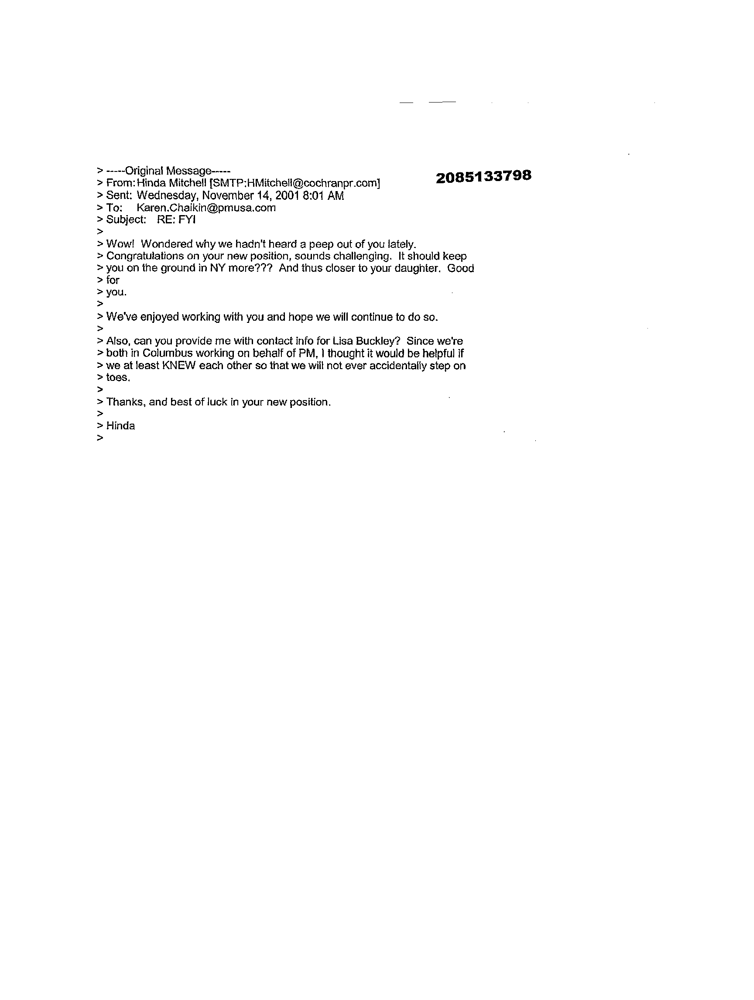 > -----Original Message-----
2085133798
> From: Hinda Mitchell [SMTP:HMitchell@cochranpr.com]
> Sent: Wednesday, November 14, 2001 8:01 AM
> To: Karen.Chaikin@pmusa.com
> Subject: RE: FYI
>
> Wow! Wondered why we hadn't heard a peep out of you lately.
> Congratulations on your new position, sounds challenging. It should keep
> you on the ground in NY more??? And thus closer to your daughter. Good
> for
> you.
>
> We've enjoyed working with you and hope we will continue to do so.
>
> Also, can you provide me with contact info for Lisa Buckley? Since we're
> both in Columbus working on behalf of PM, I thought it would be helpful if
> we at least KNEW each other so that we will not ever accidentally step on
> toes.
>
> Thanks, and best of luck in your new position.
>
> Hinda
>